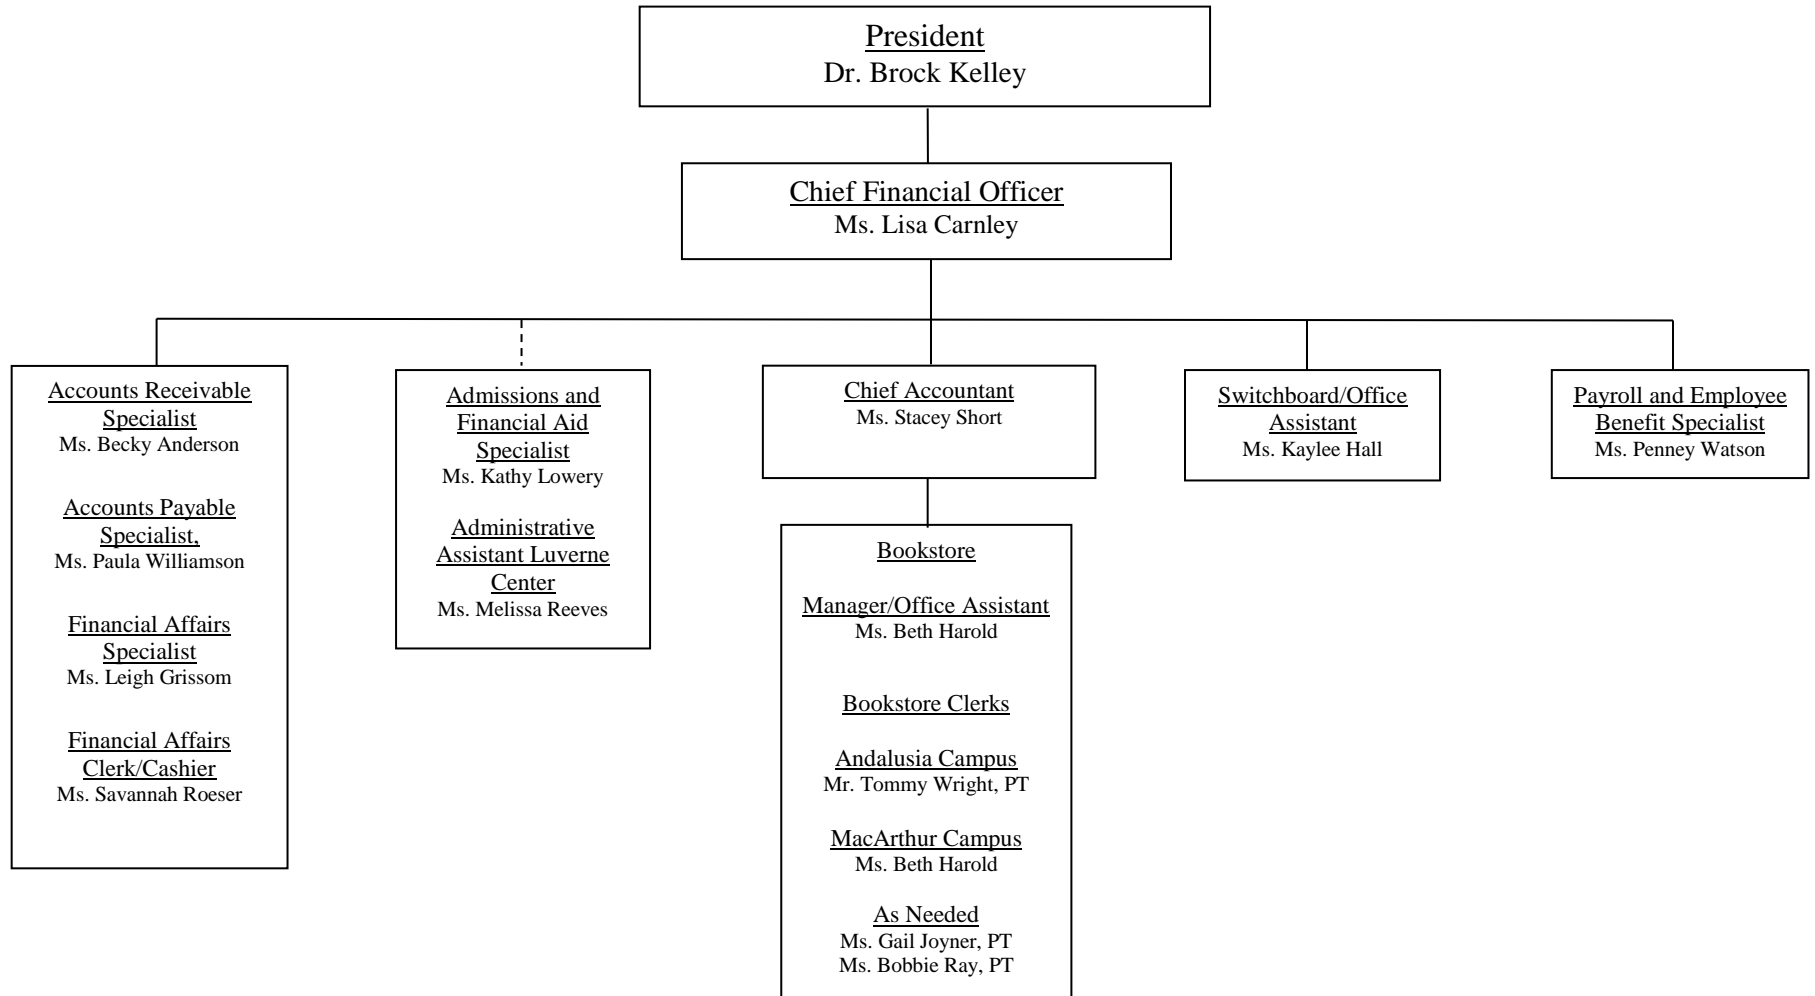 President
Dr. Brock Kelley
Chief Financial Officer
Ms. Lisa Carnley
Accounts Receivable
Specialist
Ms. Becky Anderson
Accounts Payable
Specialist,
Ms. Paula Williamson
Financial Affairs
Specialist
Ms. Leigh Grissom
Financial Affairs
Clerk/Cashier
Ms. Savannah Roeser
Admissions and
Financial Aid
Specialist
Ms. Kathy Lowery
Administrative
Assistant Luverne
Center
Ms. Melissa Reeves
Chief Accountant
Ms. Stacey Short
Bookstore
Manager/Office Assistant
Ms. Beth Harold
Bookstore Clerks
Andalusia Campus
Mr. Tommy Wright, PT
MacArthur Campus
Ms. Beth Harold
As Needed
Ms. Gail Joyner, PT
Ms. Bobbie Ray, PT
Switchboard/Office
Assistant
Ms. Kaylee Hall
Payroll and Employee
Benefit Specialist
Ms. Penney Watson